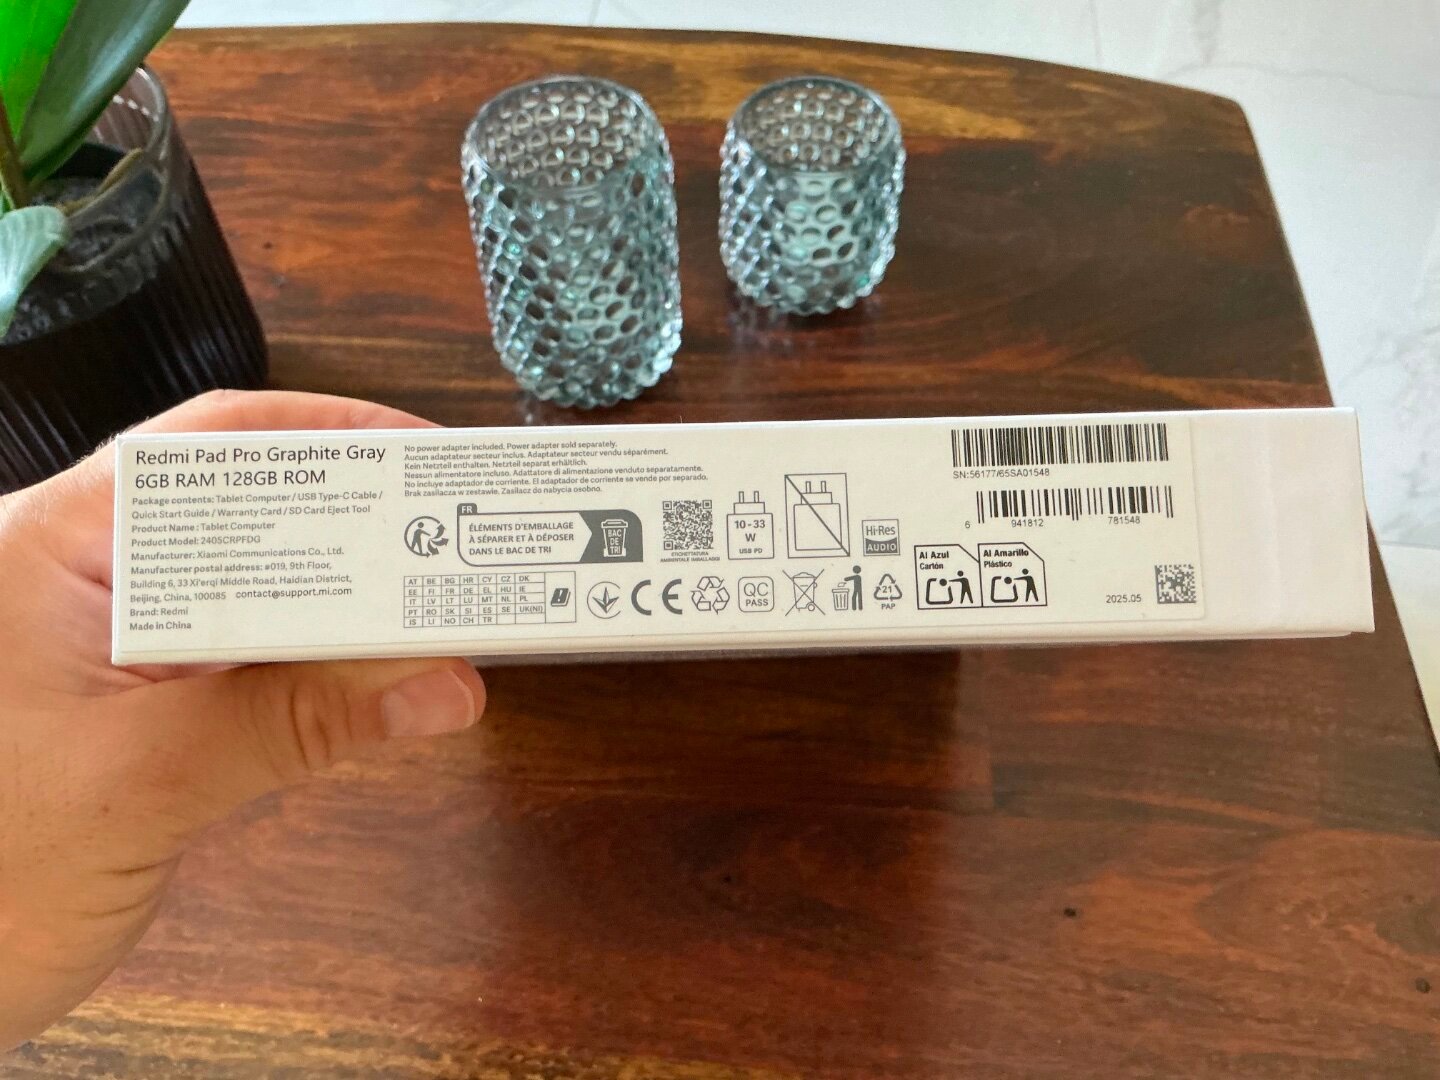 Redmi Pad Pro Graphite Gray
6GB RAM 128GB ROM
Package contents: Tablet Computer / USB Type-C Cable /
Quick Start Guide / Warranty Card / SD Card Eject Tool
Product Name : Tablet Computer
Product Model: 2405CRPFDG
Manufacturer: Xiaomi Communications Co., Ltd.
Manufacturer postal address: #019, 9th Floor,
Building 6, 33 Xi'erqi Middle Road, Haidian District,
Beijing, China, 100085 contact@support.mi.com
Brand: Redmi
Made in China
No power adapter included. Power adapter sold separately.
Aucun adaptateur secteur inclus. Adaptateur secteur vendu séparément.
Kein Netzteil enthalten. Netzteil separat erhältlich.
Nessun alimentatore incluso. Adattatore di alimentazione venduto separatamente.
No incluye adaptador de corriente. El adaptador de corriente se vende por separado.
Brak zasilacza w zestawie. Zasilacz do nabycia osobno.
FR
ÉLÉMENTS D'EMBALLAGE
À SÉPARER ET À DÉPOSER
DANS LE BAC DE TRI
BAC
DE
TRI
ETICHETTATURA
AMBIENTALE IMBALLAGGI
10-33
W
USB PD
Hi-Res
AUDIO
AT BE BG HR CY CZ DK
EE FI FR DE EL HU IE
IT LV LT LU MT NL PL
PT RO SK SI ES SE UK(NI)
IS LI NO CH TR
CE
QC
PASS
21
PAP
Al Azul
Cartón
Al Amarillo
Plástico
SN:56177/65SA01548
6 941812 781548
2025.05